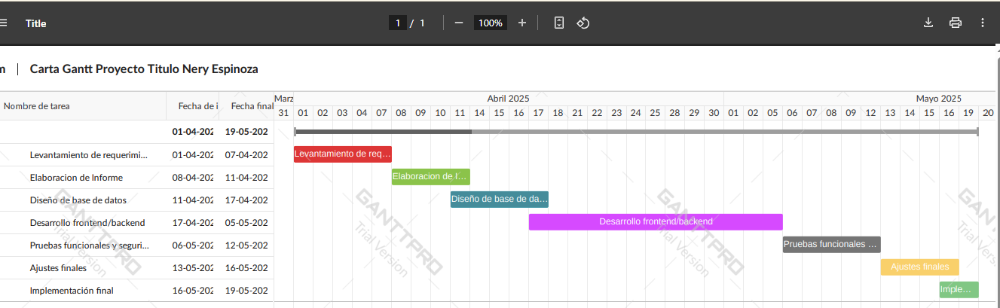 Title 1 / 1 100%
Carta Gantt Proyecto Titulo Nery Espinoza
Marz Abril 2025 Mayo 2025
Nombre de tarea Fecha de i Fecha final
31 01 02 03 04 07 08 09 10 11 14 15 16 17 18 21 22 23 24 25 28 29 30 01 02 05 06 07 08 09 12 13 14 15 16 19 20
01-04-202 19-05-202
Levantamiento de requerimi... 01-04-202 07-04-202 Levantamiento de req...
Elaboracion de Informe 08-04-202 11-04-202 Elaboracion de I...
Diseño de base de datos 11-04-202 17-04-202 Diseño de base de da...
Desarrollo frontend/backend 17-04-202 05-05-202 Desarrollo frontend/backend
Pruebas funcionales y seguri... 06-05-202 12-05-202 Pruebas funcionales ...
Ajustes finales 13-05-202 16-05-202 Ajustes finales
Implementación final 16-05-202 19-05-202 Imple...
GANTTPRO
Trial Version
GANTTPRO
Trial Version
GANTTPRO
Trial Version
GANTTPRO
Trial Version